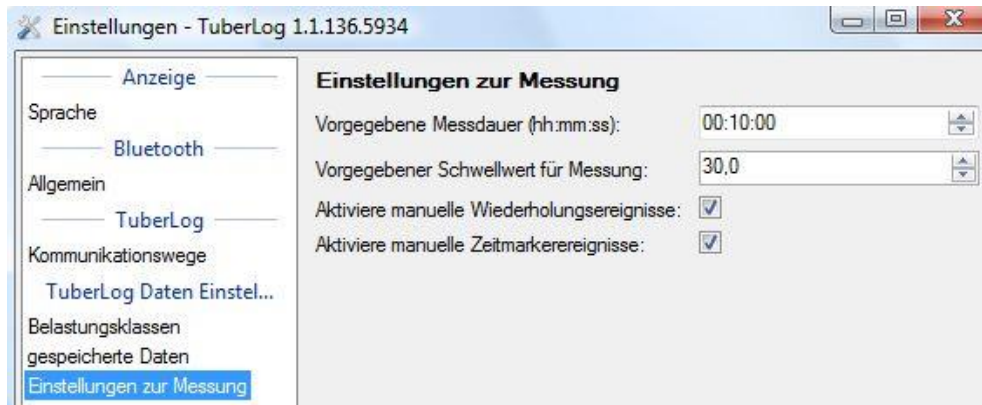 Einstellungen - TuberLog 1.1.136.5934
Anzeige
Sprache
Bluetooth
Allgemein
TuberLog
Kommunikationswege
TuberLog Daten Einstel...
Belastungsklassen
gespeicherte Daten
Einstellungen zur Messung
Einstellungen zur Messung
Vorgegebene Messdauer (hh:mm:ss): 00:10:00
Vorgegebener Schwellwert für Messung: 30,0
Aktiviere manuelle Wiederholungsereignisse:
Aktiviere manuelle Zeitmarkerereignisse: